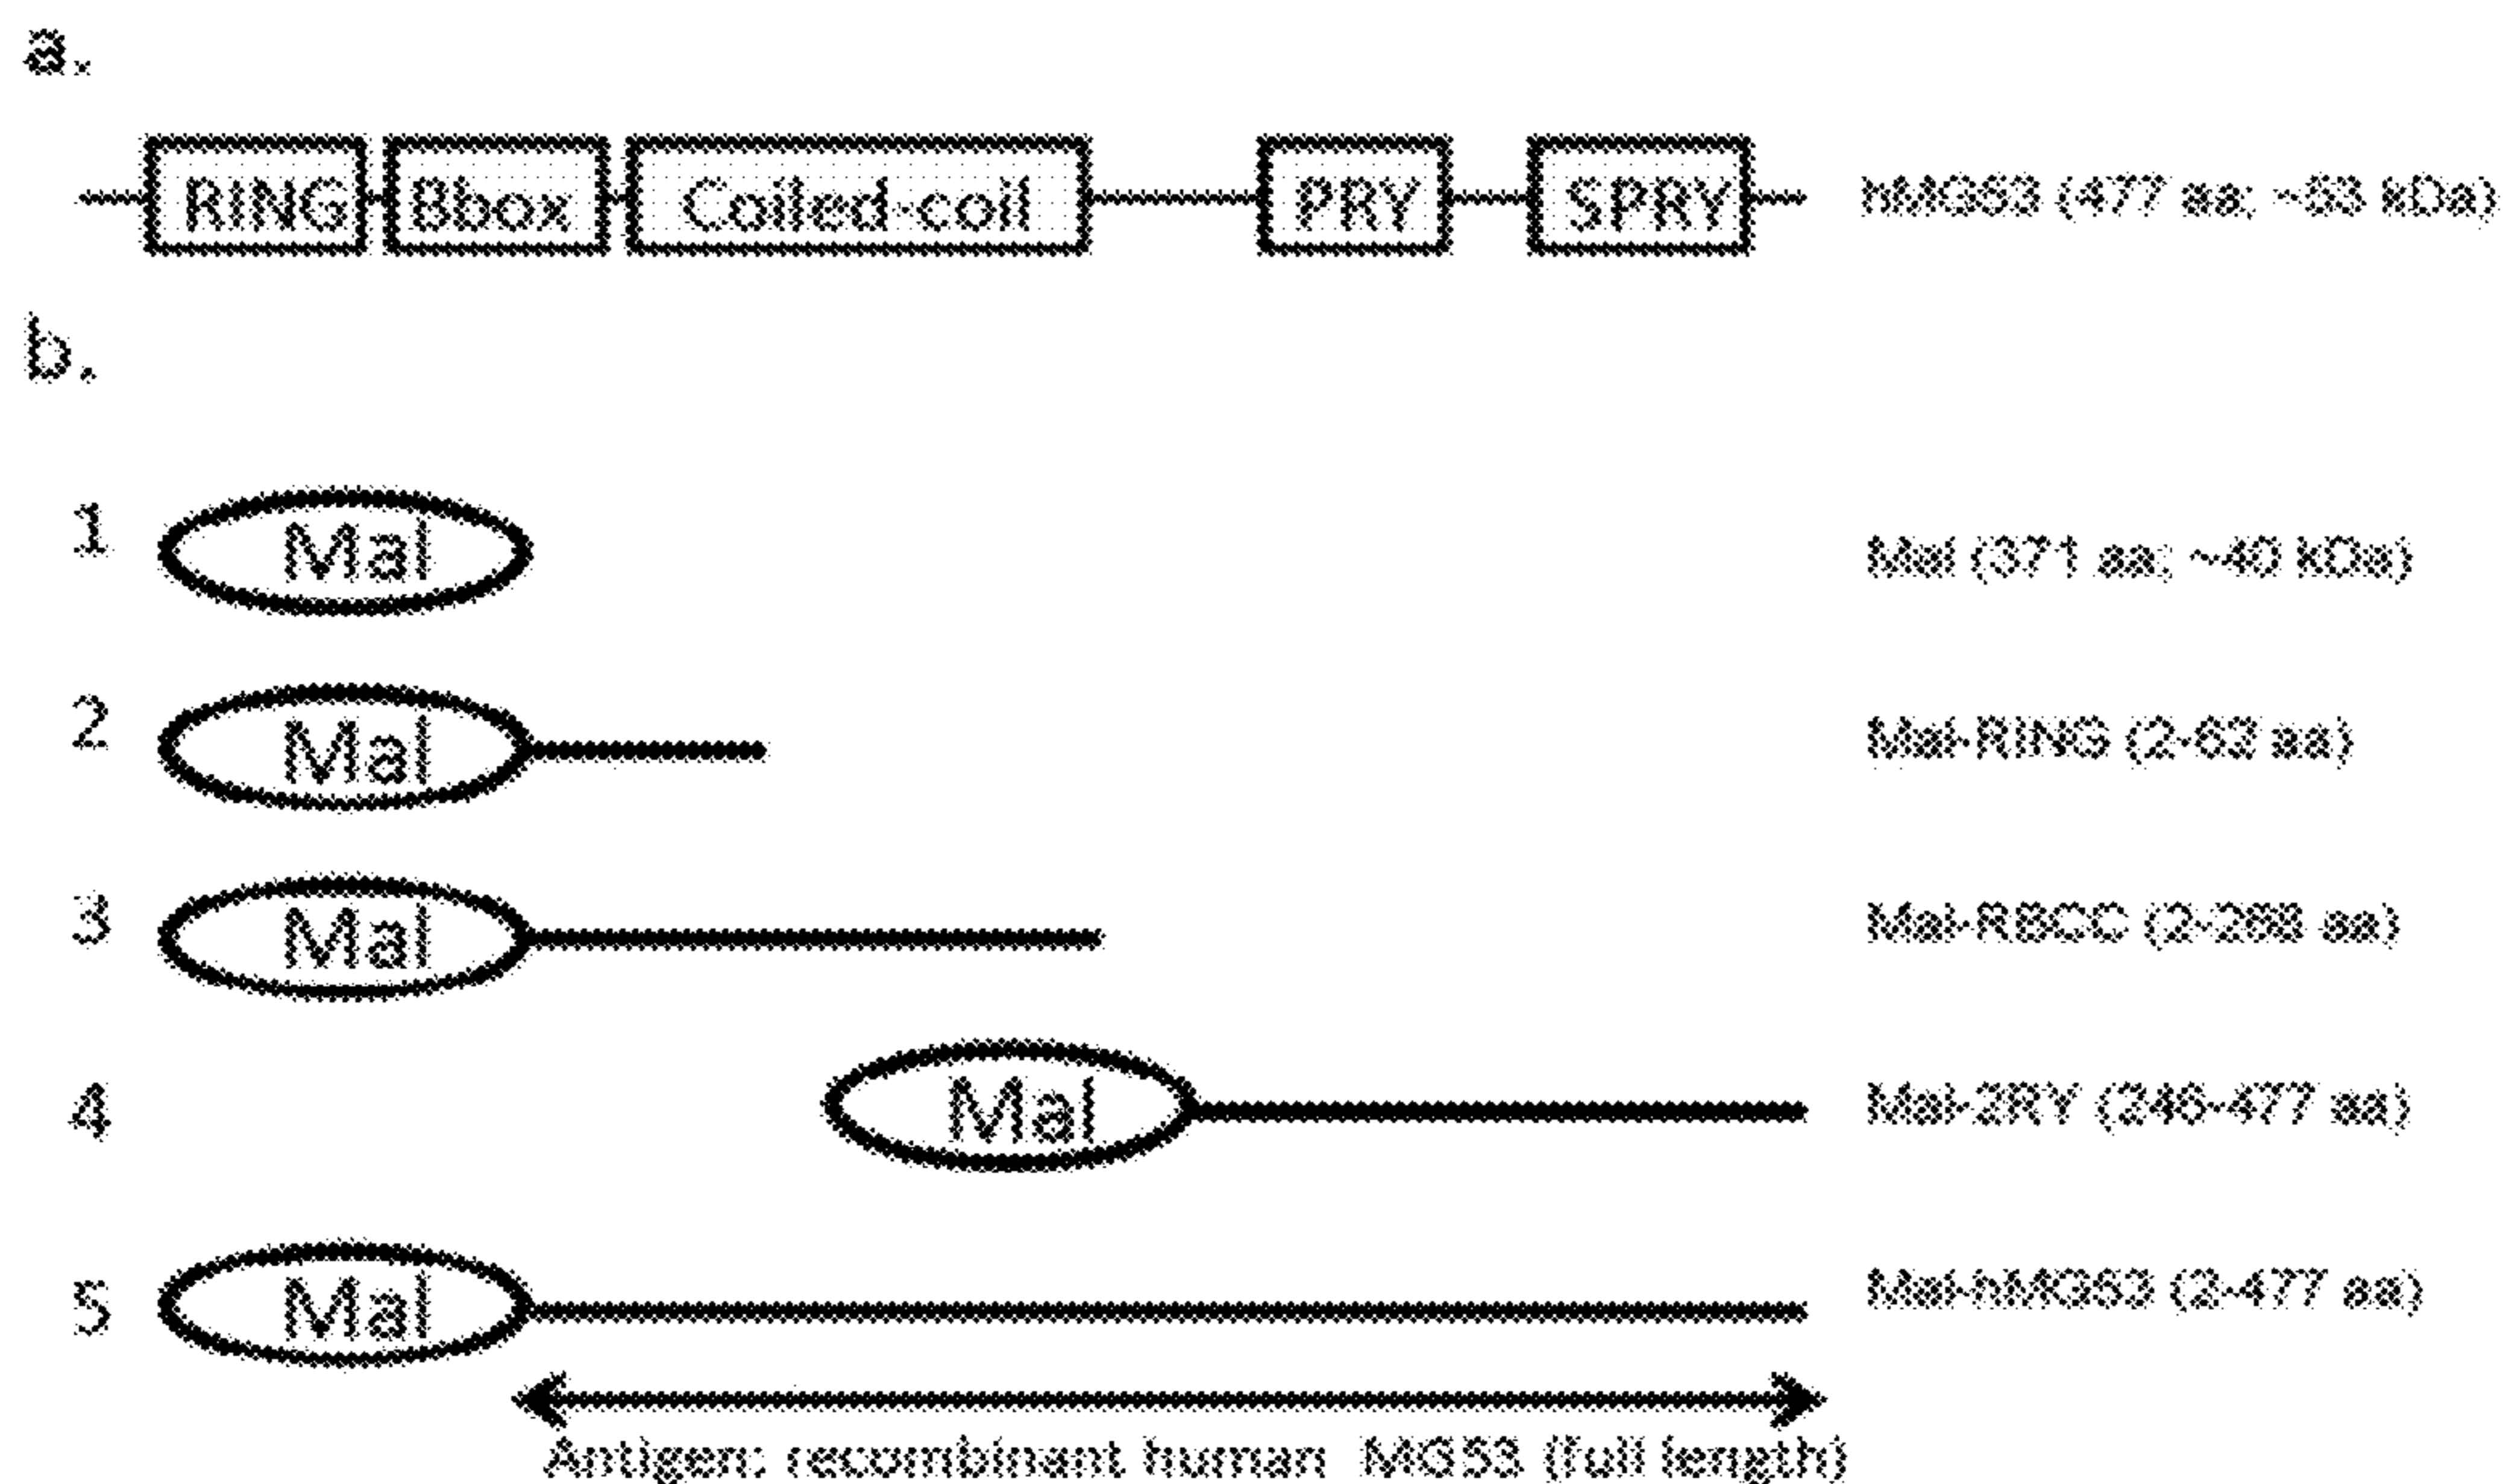 a.
RING Bbox Coiled-coil PRY SPRY hMG53 (477 aa; ~53 kDa)
b.
1 Mal Mal (371 aa; ~40 kDa)
2 Mal Mal-RING (2-63 aa)
3 Mal Mal-RBCC (2-288 aa)
4 Mal Mal-2RY (246-477 aa)
5 Mal Mal-hMG53 (2-477 aa)
Antigen: recombinant human MG53 (full length)